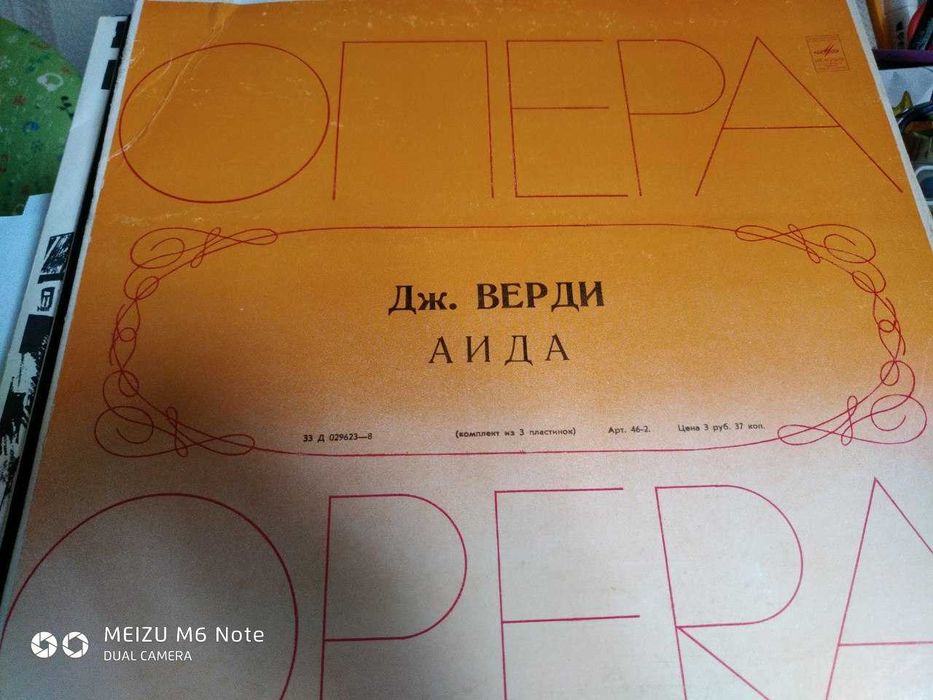 ОПЕРА
Дж. ВЕРДИ
АИДА
33 Д 029623—8 (комплект из 3 пластинок) Арт. 46-2. Цена 3 руб. 37 коп.
OPERA
MEIZU M6 Note
DUAL CAMERA